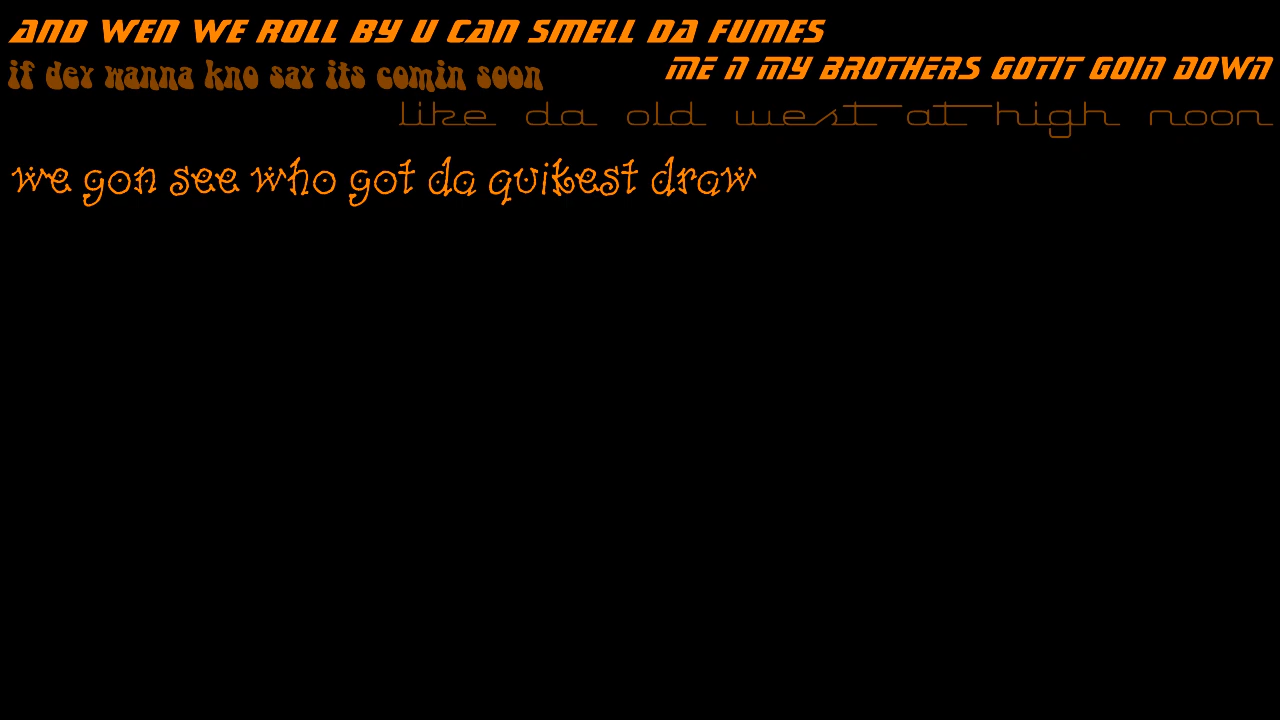 AND WEN WE ROLL BY U CAN SMELL DA FUMES
ME N MY BROTHERS GOTIT GOIN DOWN
if dey wanna kno say its comin soon
like da old west at high noon
we gon see who got da quikest draw